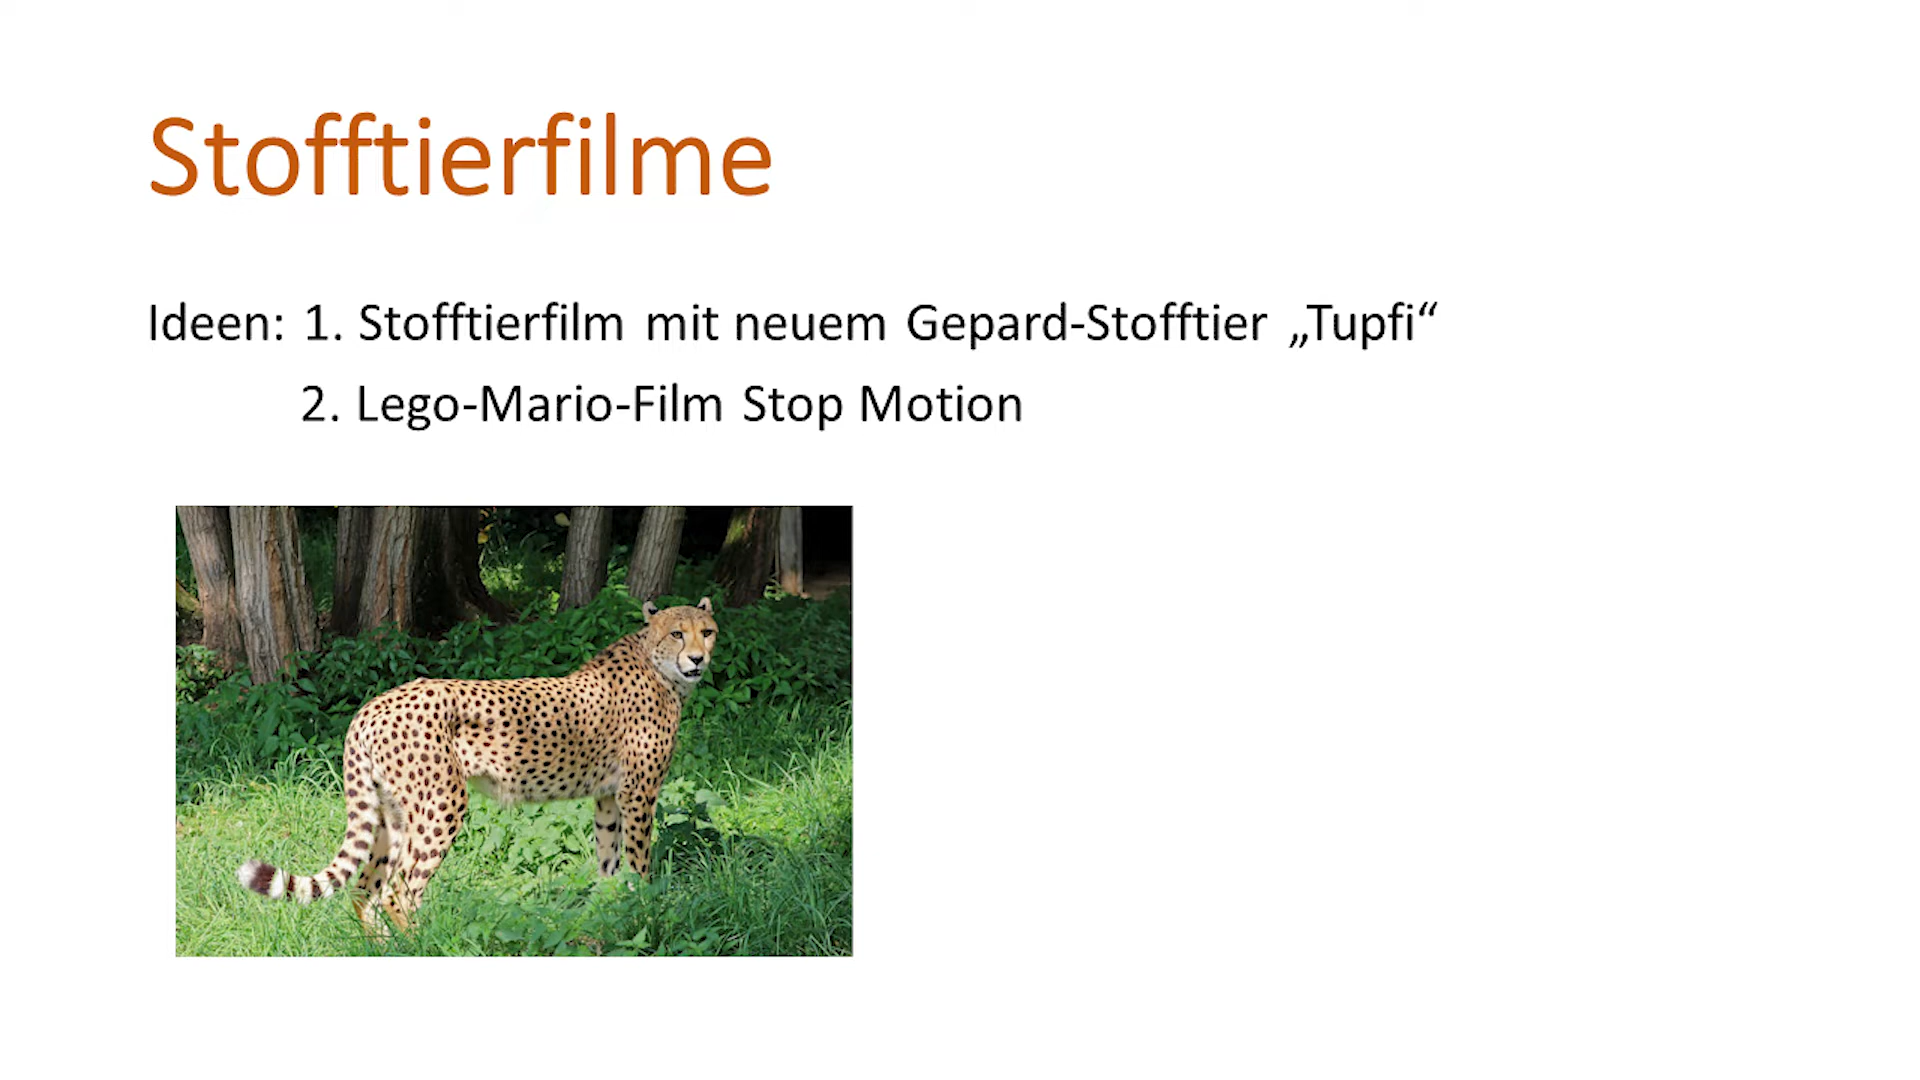 Stofftierfilme
Ideen: 1. Stofftierfilm mit neuem Gepard-Stofftier „Tupfi“
2. Lego-Mario-Film Stop Motion